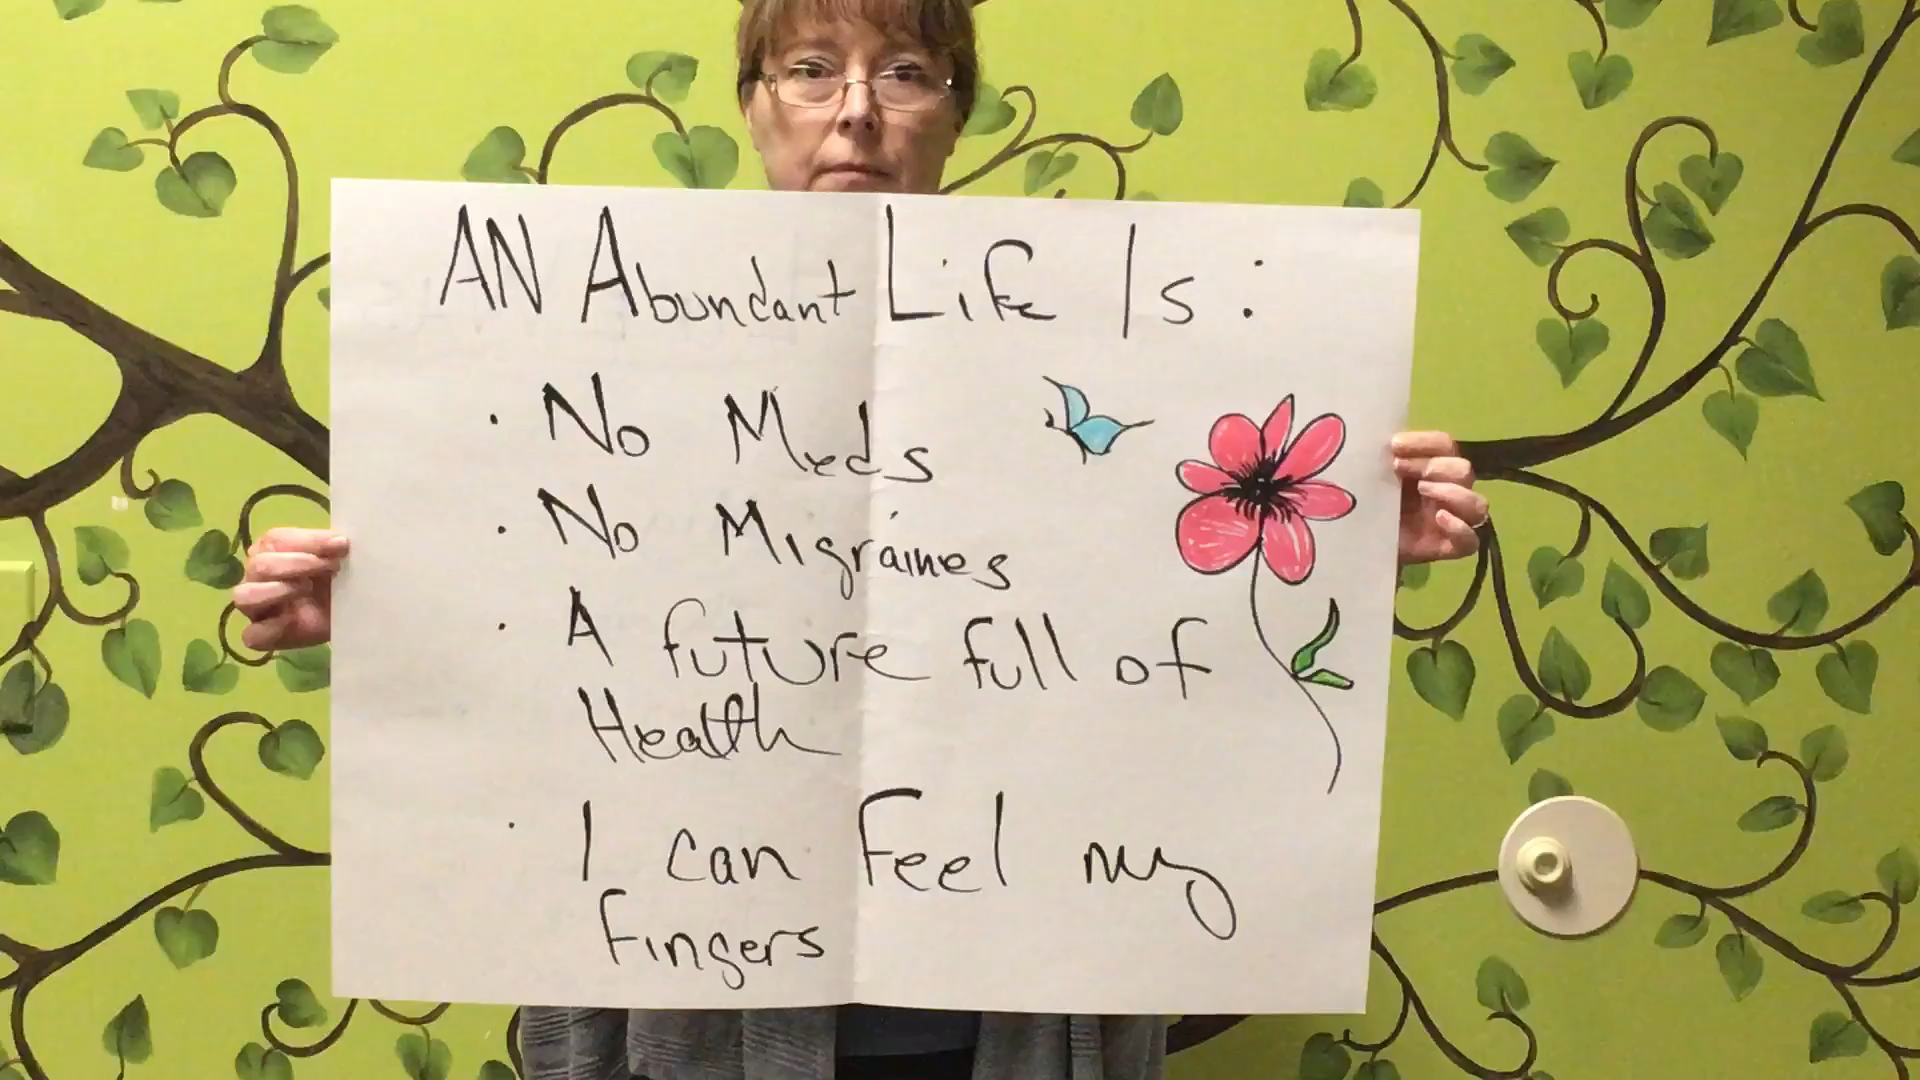 AN Abundant Life Is:
· No Meds
· No Migraines
· A future full of
Health
· I can Feel my
Fingers